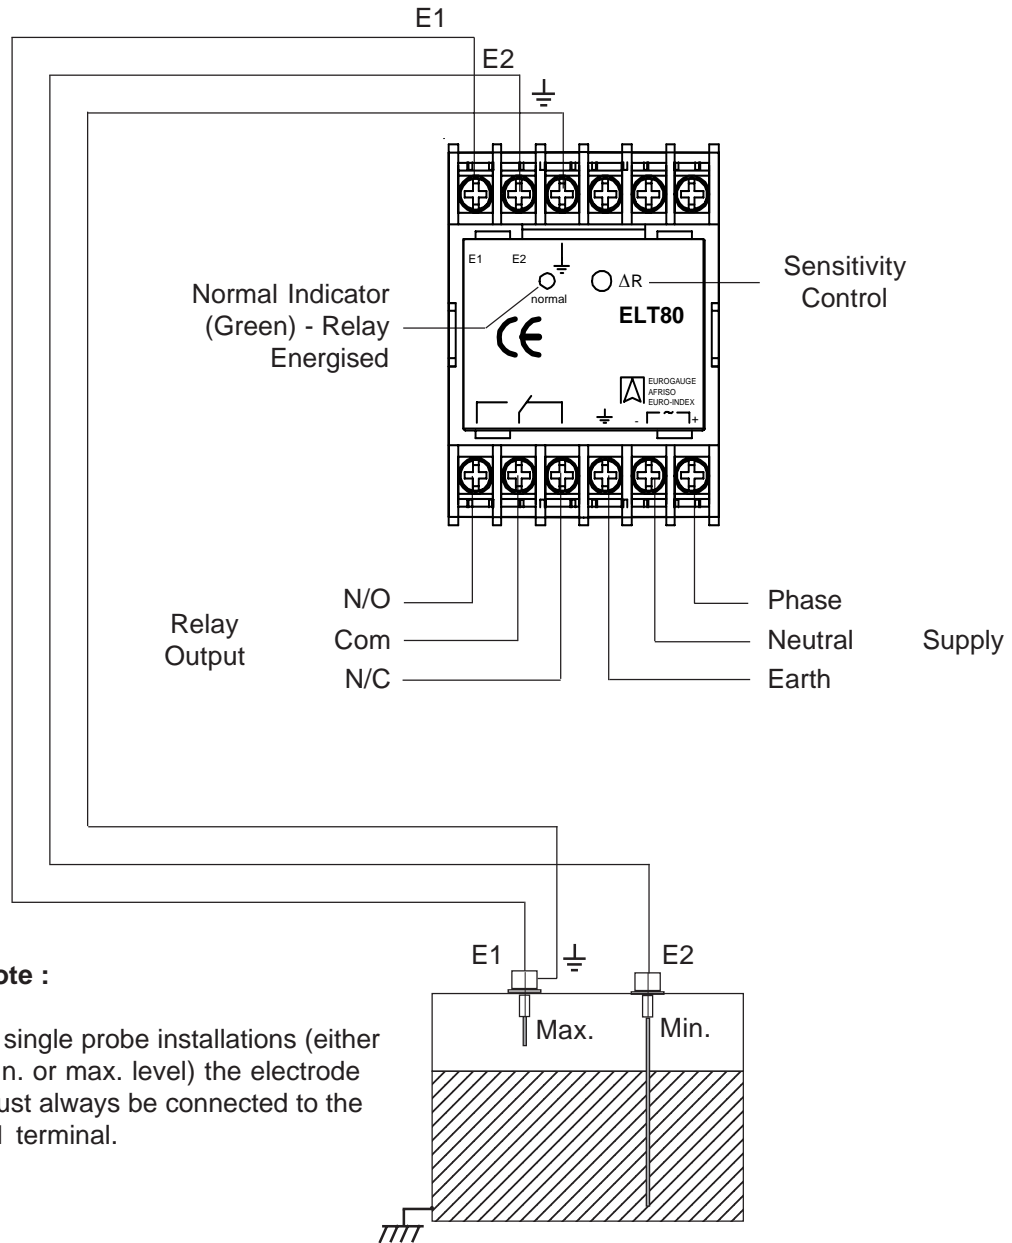 E1
E2
E1
E2
normal
ΔR
ELT80
EUROGAUGE
AFRISO
EURO-INDEX
-
~
+
Normal Indicator
(Green) - Relay
Energised
Sensitivity
Control
Relay
Output
N/O
Com
N/C
Phase
Neutral
Earth
Supply
E1
E2
Max.
Min.
ote :
single probe installations (either
n. or max. level) the electrode
ust always be connected to the
terminal.